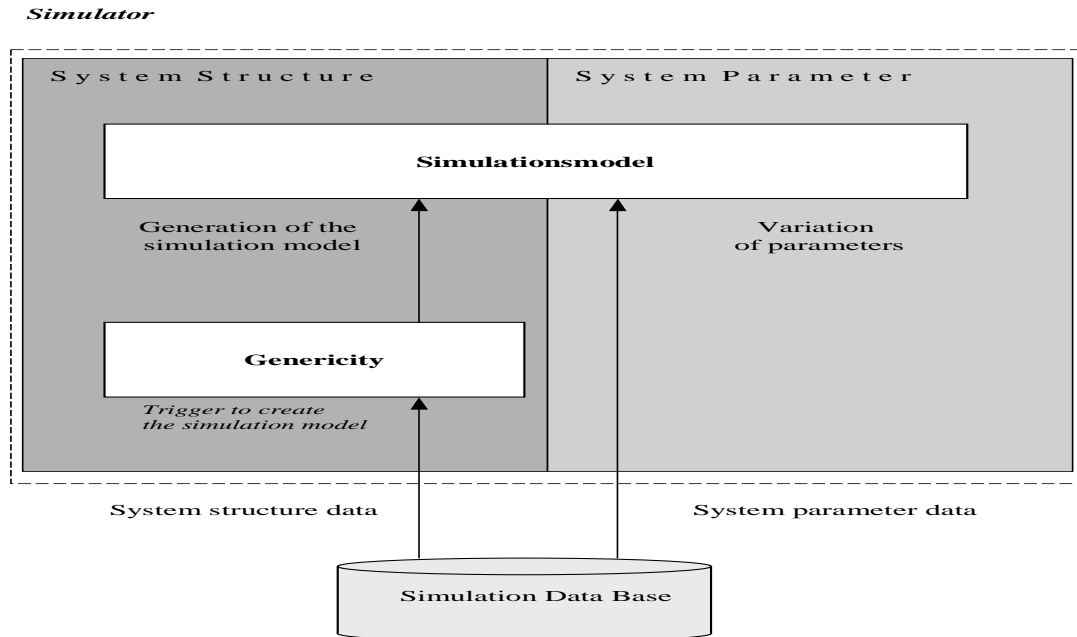 Simulator
System Structure
System Parameter
Simulationsmodel
Generation of the
simulation model
Variation
of parameters
Genericity
Trigger to create
the simulation model
System structure data
System parameter data
Simulation Data Base